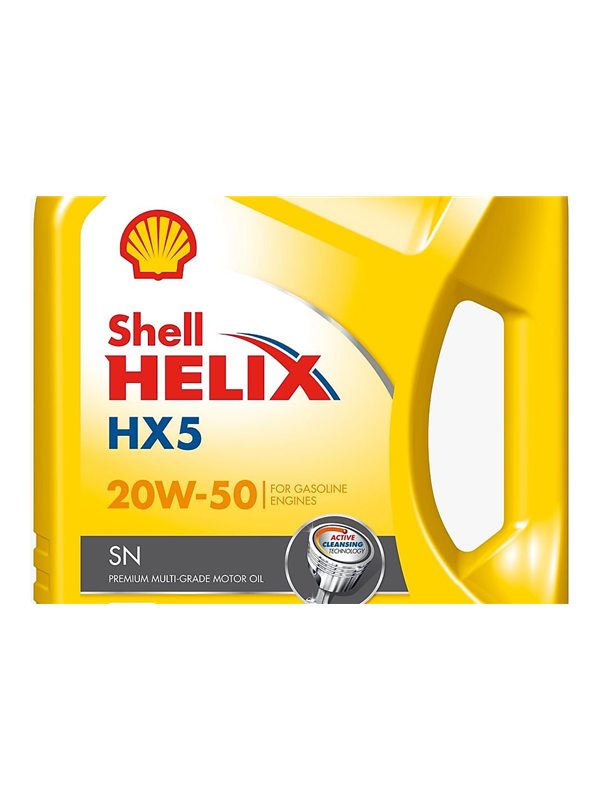 Shell
HELIX
HX5
20W-50
FOR GASOLINE
ENGINES
SN
PREMIUM MULTI-GRADE MOTOR OIL
ACTIVE
CLEANSING
TECHNOLOGY